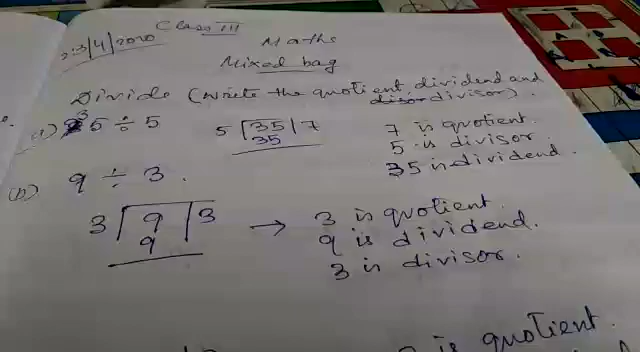 Class III
23/4/2020
Maths
Mixed bag
Divide (Write the quotient, dividend and
divisor).
(a) 35 ÷ 5
5 35 7
35
7 is quotient.
5 is divisor.
35 is dividend.
(b) 9 ÷ 3.
3 9 3
9
→ 3 is quotient.
9 is dividend.
3 is divisor.
is quotient.